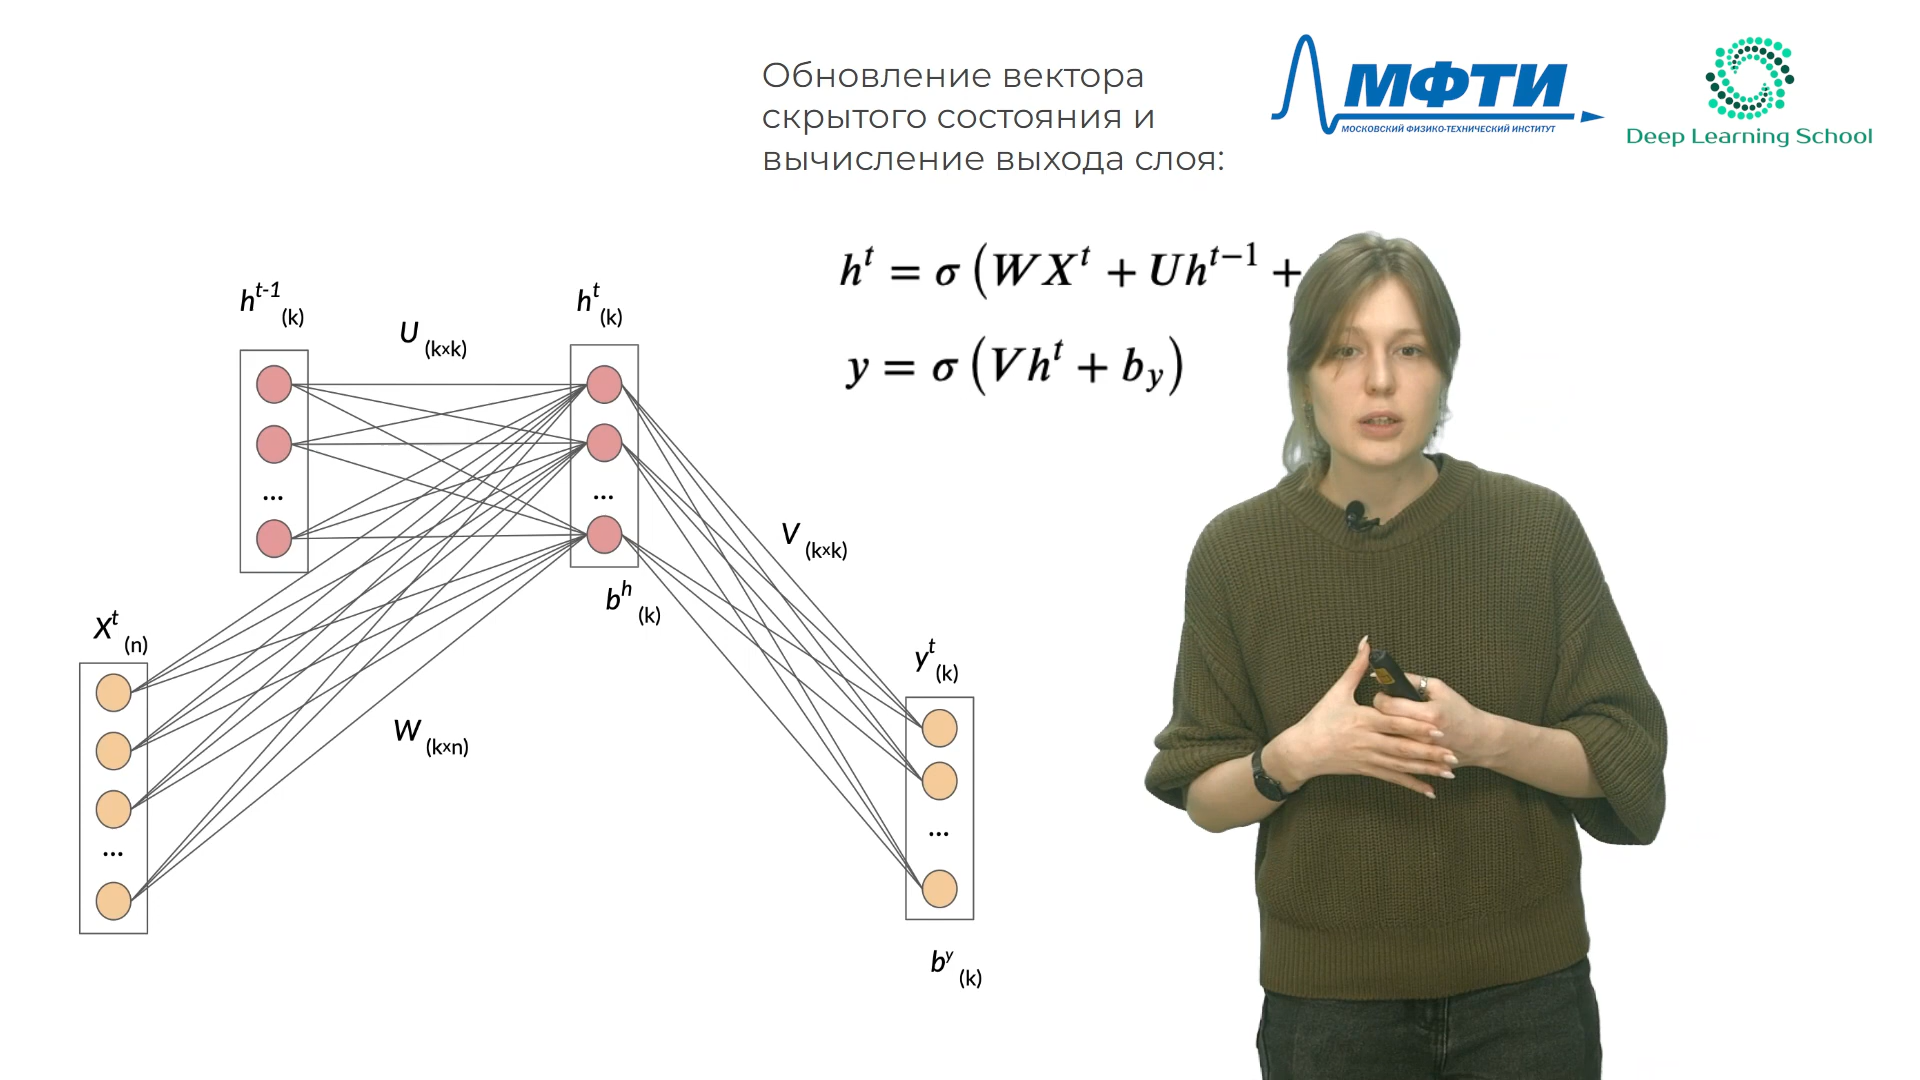 Обновление вектора
скрытого состояния и
вычисление выхода слоя:
МФТИ
МОСКОВСКИЙ ФИЗИКО-ТЕХНИЧЕСКИЙ ИНСТИТУТ
Deep Learning School
h^t = σ (WX^t + Uh^{t-1} +
y = σ (Vh^t + b_y)
h^{t-1} (k)
U (k×k)
h^t (k)
...
...
V (k×k)
b^h (k)
X^t (n)
...
W (k×n)
y^t (k)
...
b^y (k)